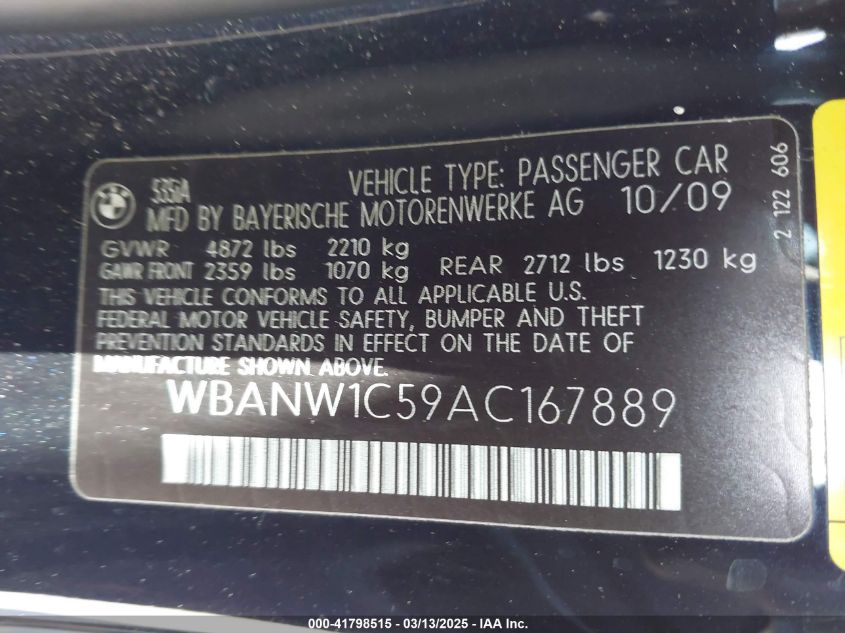 BMW
535iA VEHICLE TYPE: PASSENGER CAR
MFD BY BAYERISCHE MOTORENWERKE AG 10/09
GVWR 4872 lbs 2210 kg
GAWR FRONT 2359 lbs 1070 kg REAR 2712 lbs 1230 kg
THIS VEHICLE CONFORMS TO ALL APPLICABLE U.S.
FEDERAL MOTOR VEHICLE SAFETY, BUMPER AND THEFT
PREVENTION STANDARDS IN EFFECT ON THE DATE OF
MANUFACTURE SHOWN ABOVE.
WBANW1C59AC167889
2 122 606
000-41798515 - 03/13/2025 - IAA Inc.